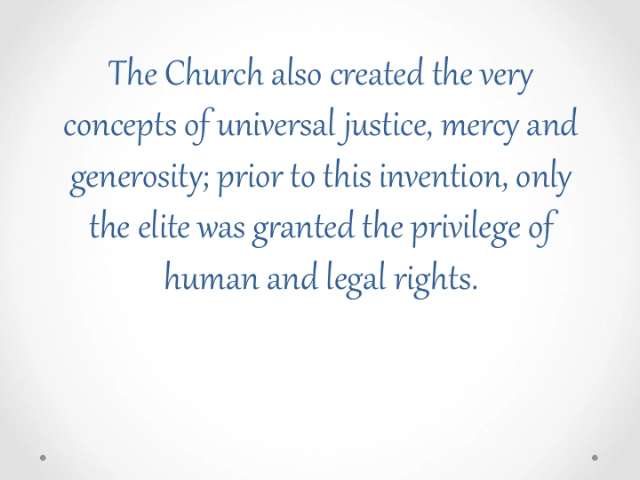 The Church also created the very
concepts of universal justice, mercy and
generosity; prior to this invention, only
the elite was granted the privilege of
human and legal rights.